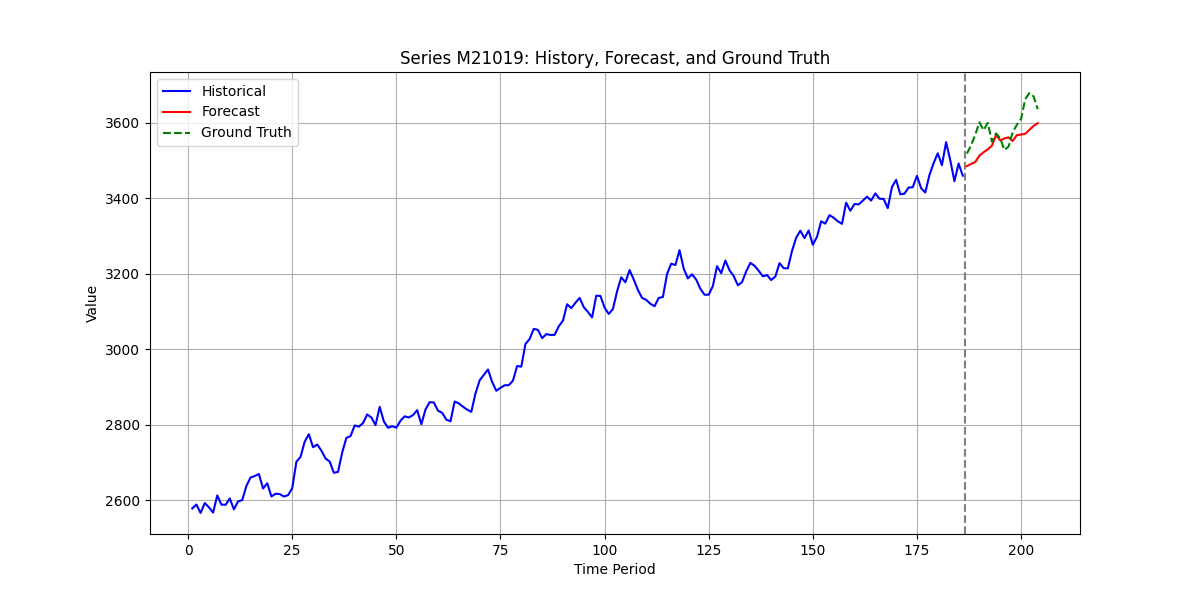 Series M21019: History, Forecast, and Ground Truth
Historical
Forecast
Ground Truth
3600
3400
3200
3000
2800
2600
Value
0 25 50 75 100 125 150 175 200
Time Period